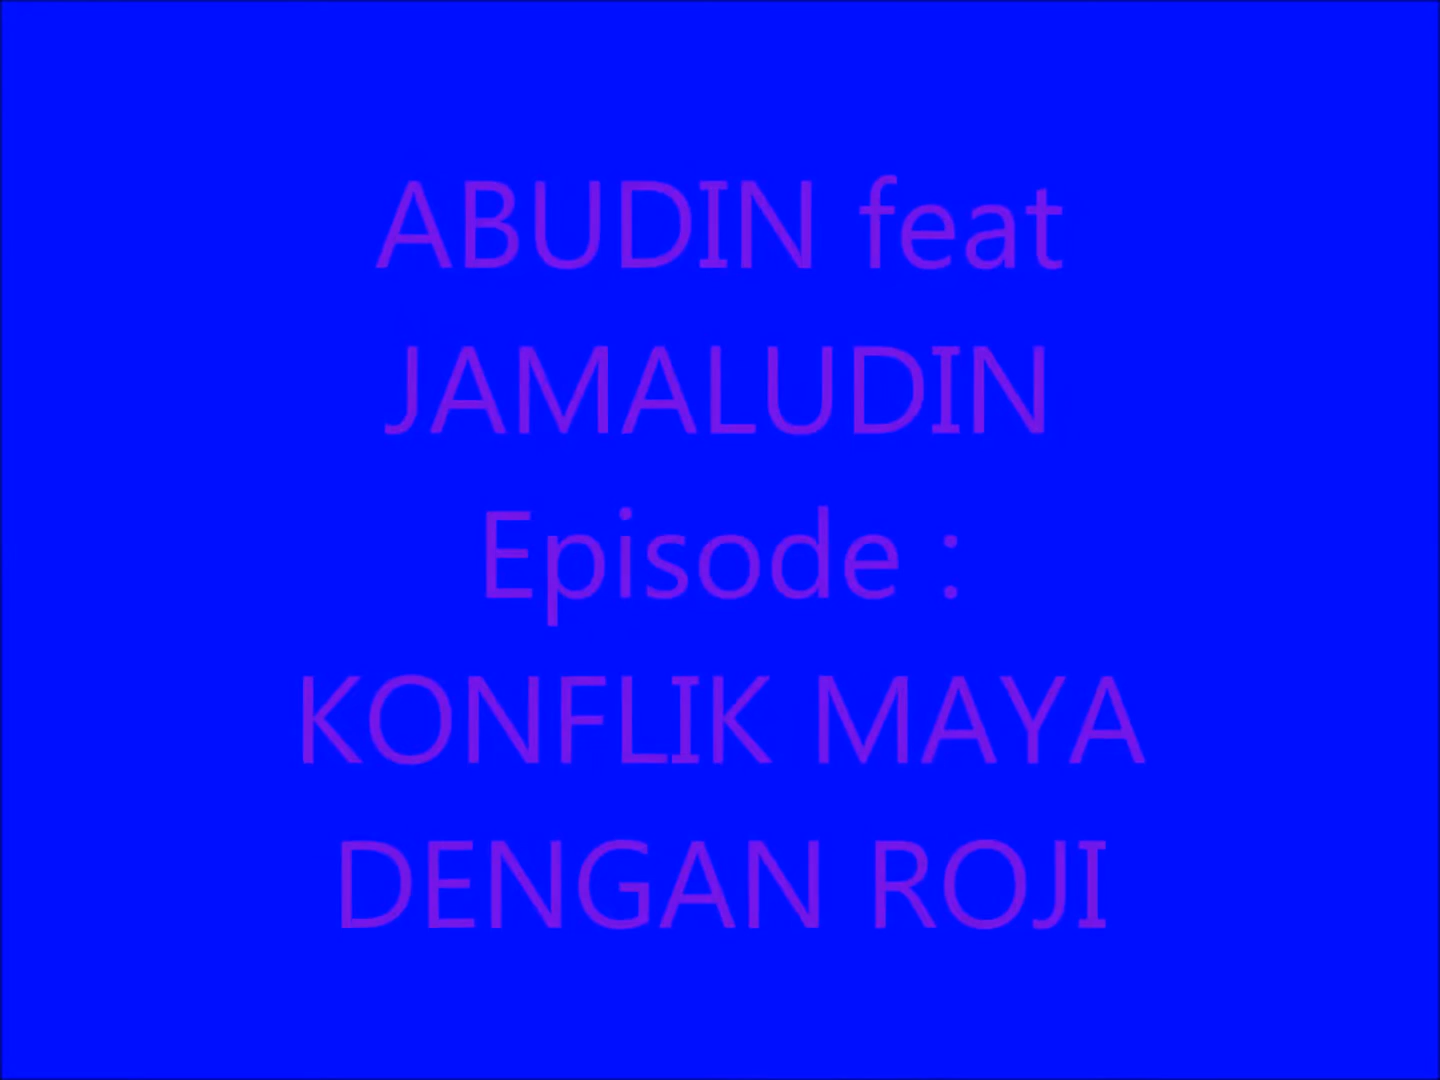 ABUDIN feat
JAMALUDIN
Episode :
KONFLIK MAYA
DENGAN ROJI